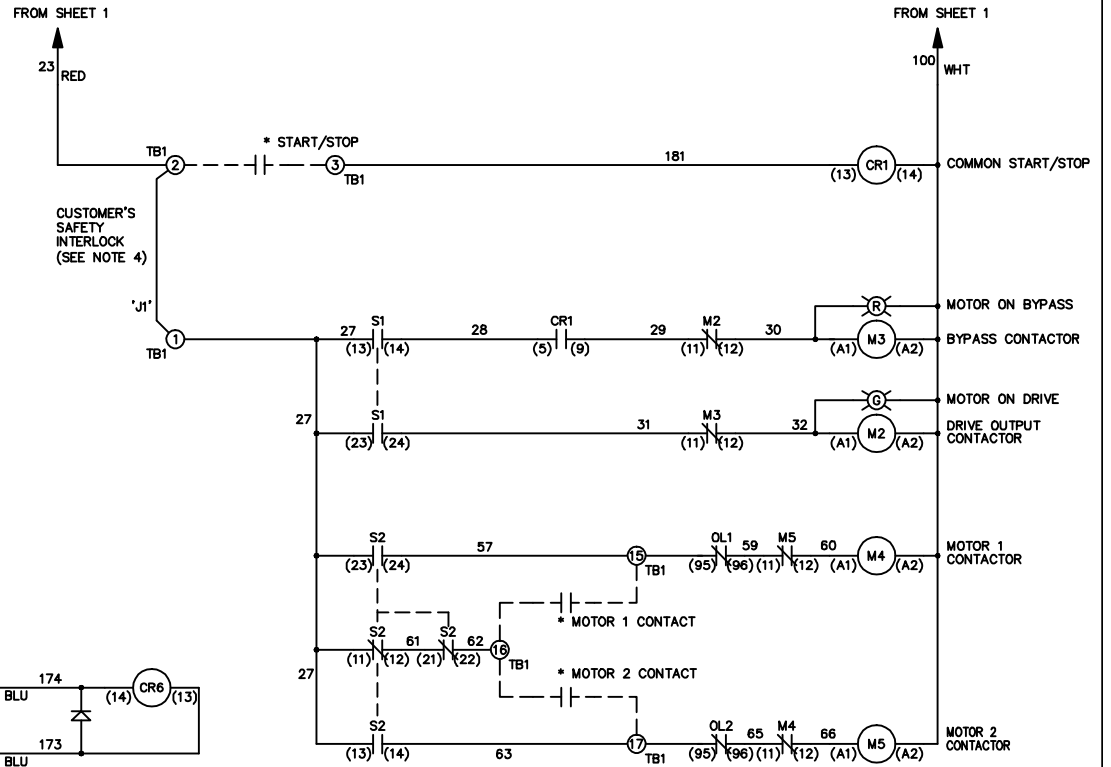 FROM SHEET 1
FROM SHEET 1
23
RED
100
WHT
TB1
2
* START/STOP
3
TB1
181
(13)
CR1
(14)
COMMON START/STOP
CUSTOMER'S
SAFETY
INTERLOCK
(SEE NOTE 4)
'J1'
1
TB1
27
S1
(13)
(14)
28
CR1
(5)
(9)
29
M2
(11)
(12)
30
R
MOTOR ON BYPASS
(A1)
M3
(A2)
BYPASS CONTACTOR
27
S1
(23)
(24)
31
M3
(11)
(12)
32
G
MOTOR ON DRIVE
(A1)
M2
(A2)
DRIVE OUTPUT
CONTACTOR
S2
(23)
(24)
57
15
TB1
OL1
(95)
(96)
59
M5
(11)
(12)
60
(A1)
M4
(A2)
MOTOR 1
CONTACTOR
* MOTOR 1 CONTACT
S2
(11)
(12)
61
S2
(21)
(22)
62
16
TB1
27
* MOTOR 2 CONTACT
S2
(13)
(14)
63
17
TB1
OL2
(95)
(96)
65
M4
(11)
(12)
66
(A1)
M5
(A2)
MOTOR 2
CONTACTOR
174
BLU
(14)
CR6
(13)
173
BLU